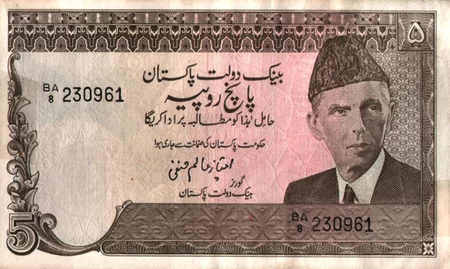 ۵
بینک دولت پاکستان
پانچ روپیہ
BA/8 230961
حامل ہٰذا کو مطالبہ پر ادا کریگا
حکومت پاکستان کی ضمانت سے جاری ہوا
گورنر
بینک دولت پاکستان
BA/8 230961
5